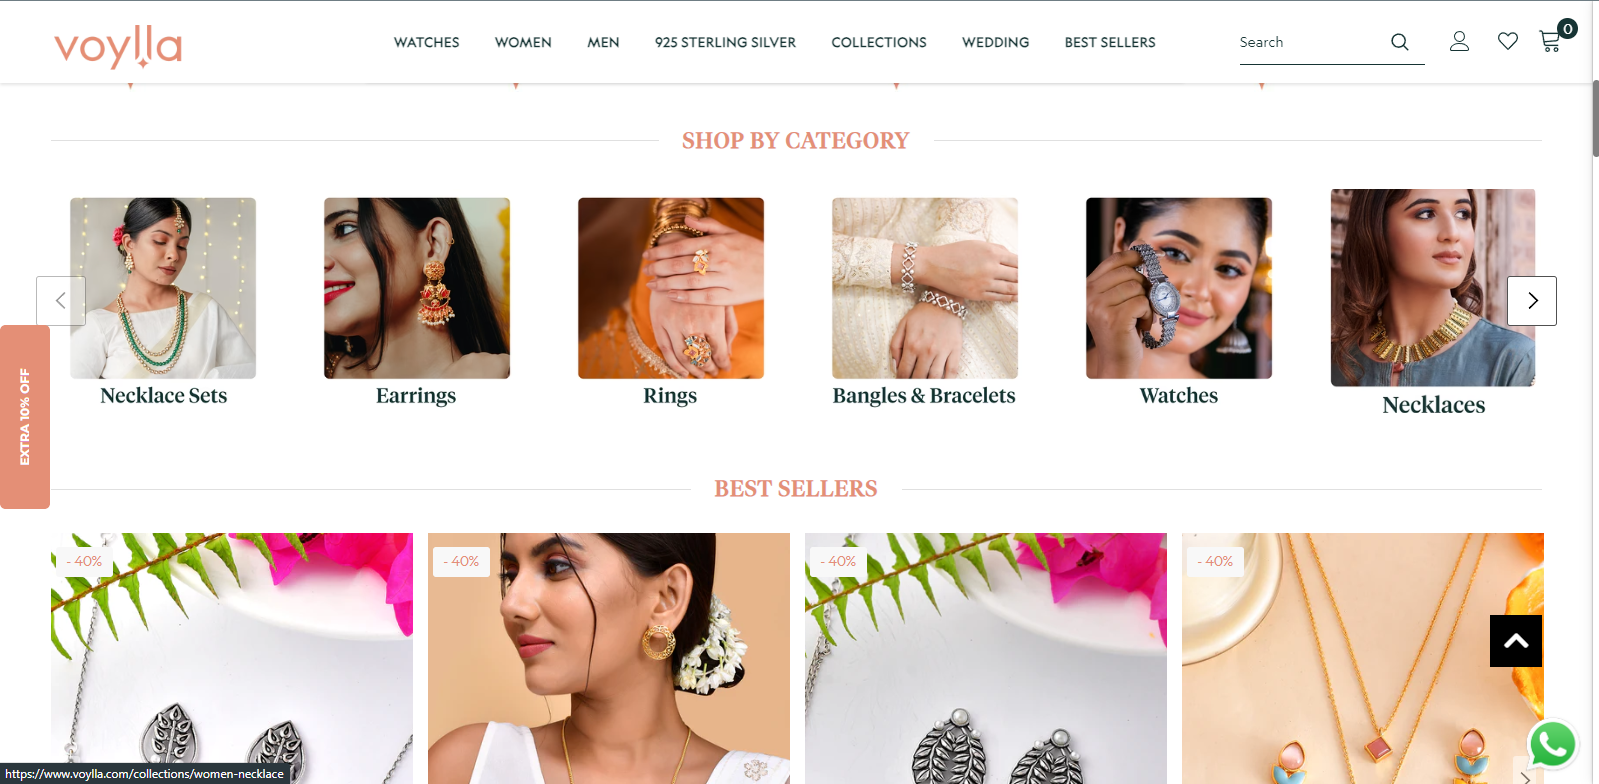 voylla
WATCHES WOMEN MEN 925 STERLING SILVER COLLECTIONS WEDDING BEST SELLERS
Search
0
SHOP BY CATEGORY
Necklace Sets
Earrings
Rings
Bangles & Bracelets
Watches
Necklaces
EXTRA 10% OFF
BEST SELLERS
- 40%
- 40%
- 40%
- 40%
https://www.voylla.com/collections/women-necklace